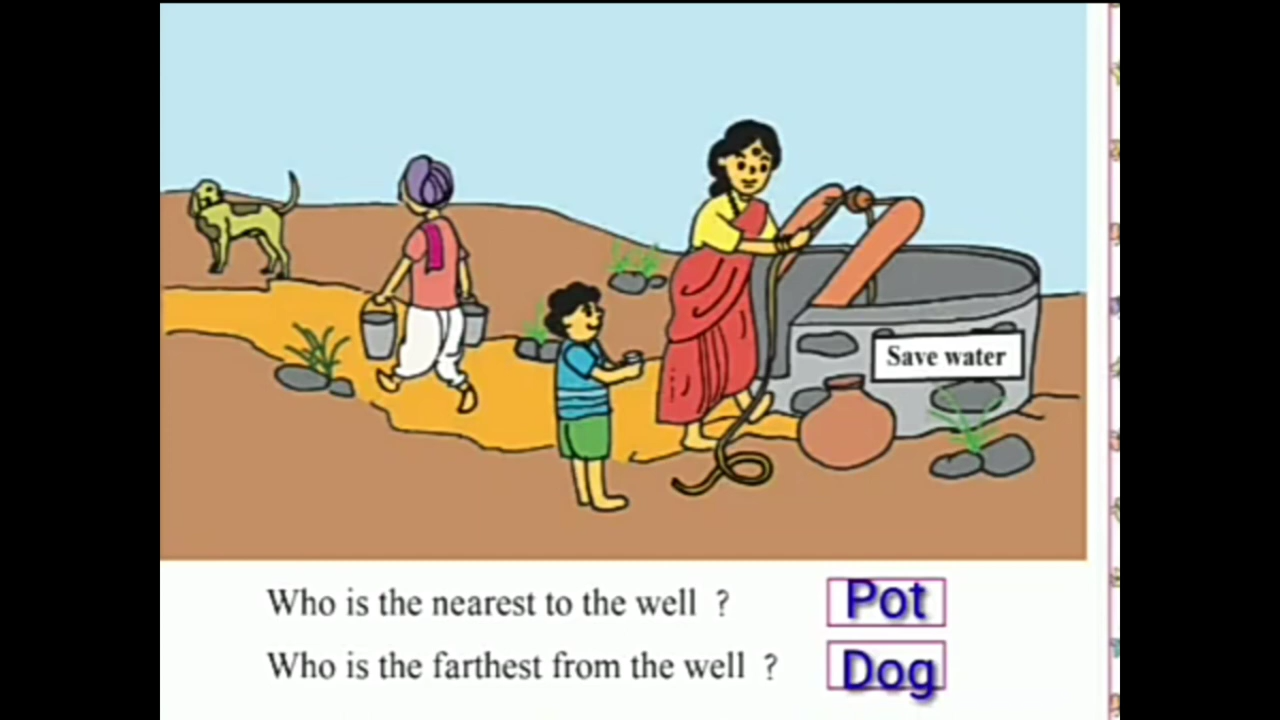 Save water
Who is the nearest to the well ? Pot
Who is the farthest from the well ? Dog